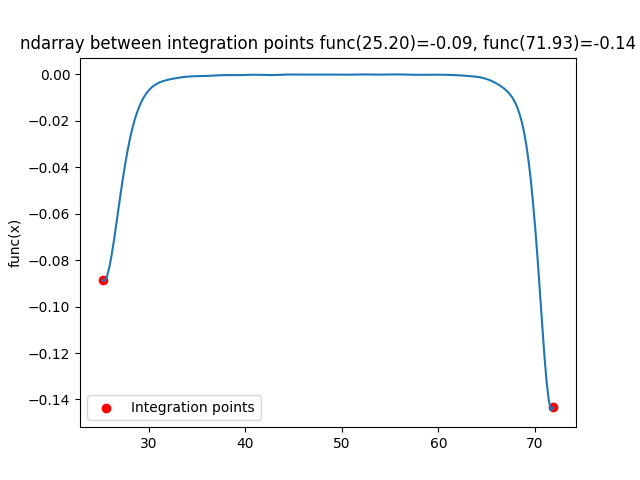 ndarray between integration points func(25.20)=-0.09, func(71.93)=-0.14
0.00
−0.02
−0.04
−0.06
−0.08
−0.10
−0.12
−0.14
func(x)
Integration points
30 40 50 60 70